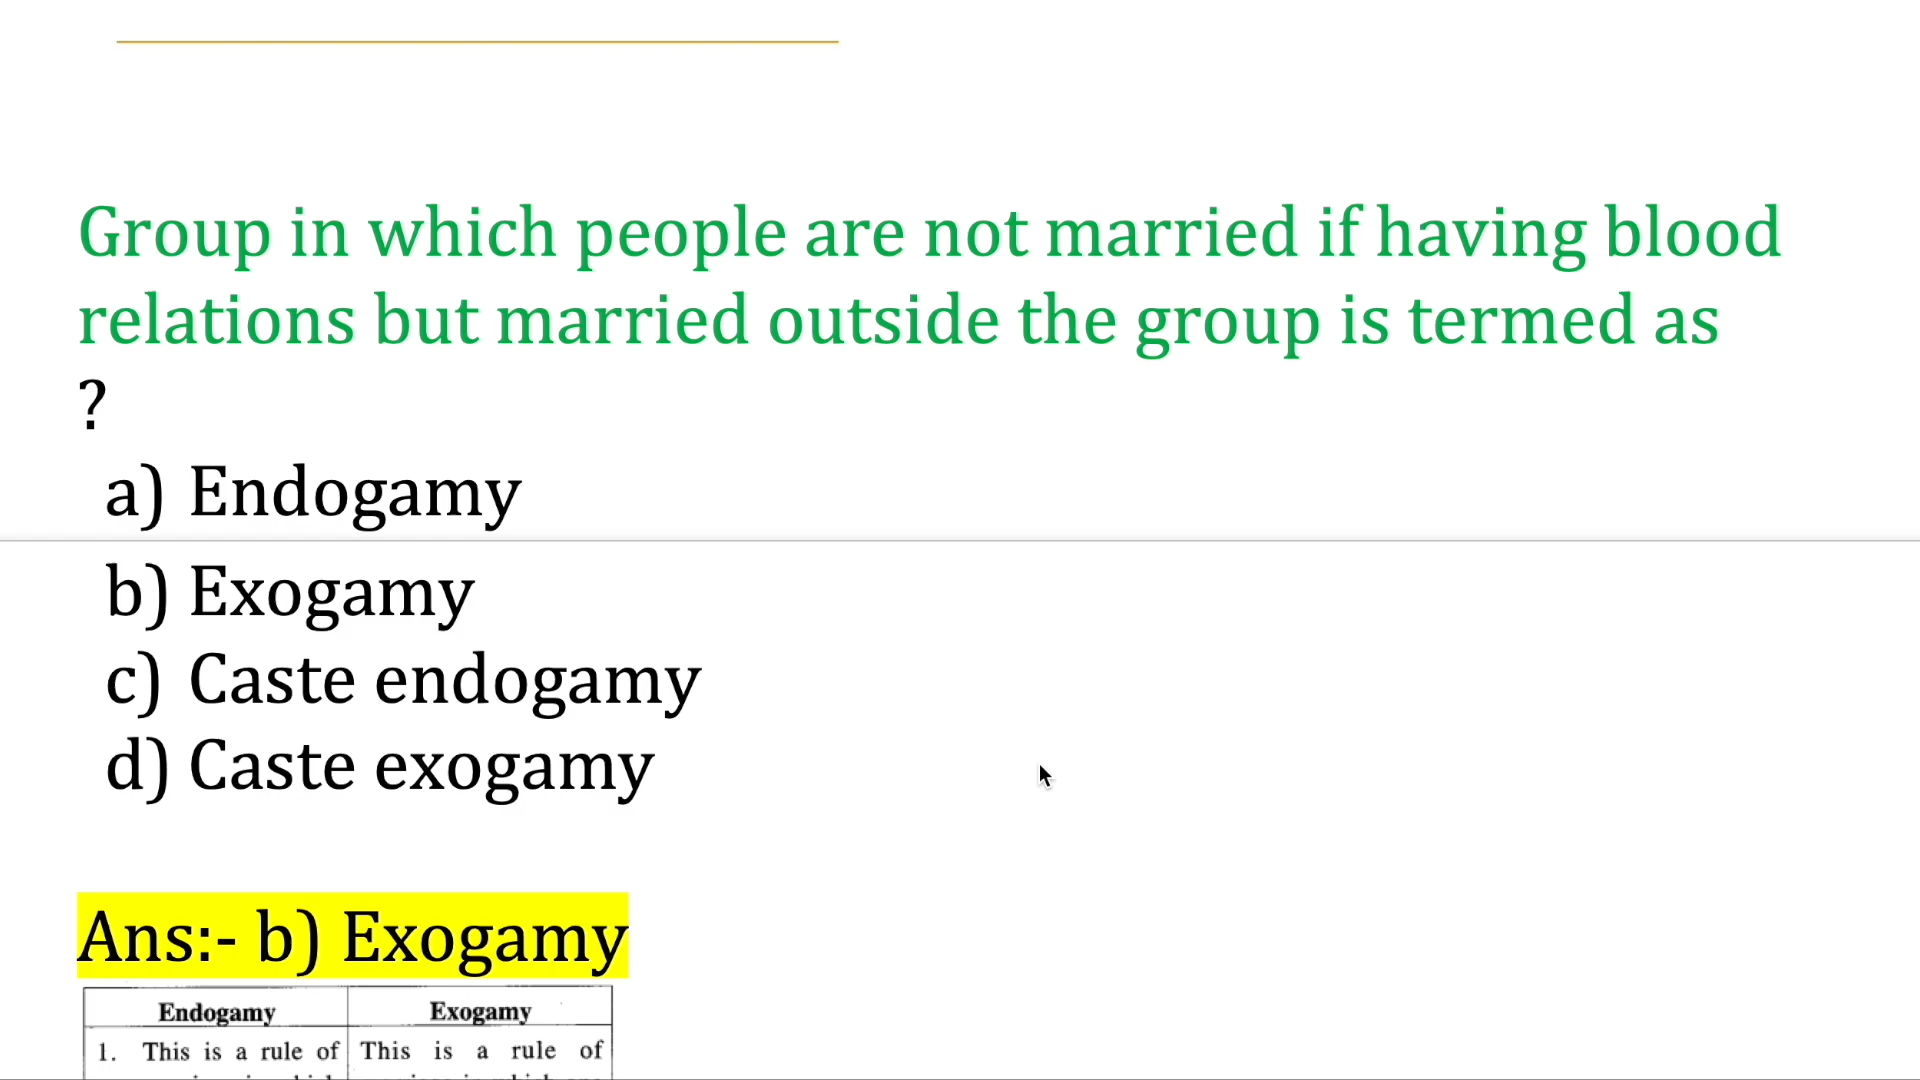 Group in which people are not married if having blood
relations but married outside the group is termed as
?
a) Endogamy
b) Exogamy
c) Caste endogamy
d) Caste exogamy
Ans:- b) Exogamy
Endogamy Exogamy
1. This is a rule of This is a rule of